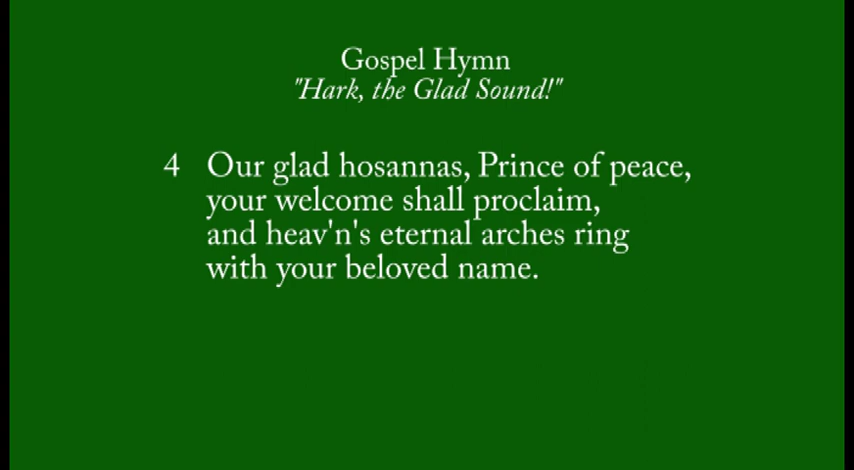 Gospel Hymn
"Hark, the Glad Sound!"
4 Our glad hosannas, Prince of peace,
your welcome shall proclaim,
and heav'n's eternal arches ring
with your beloved name.